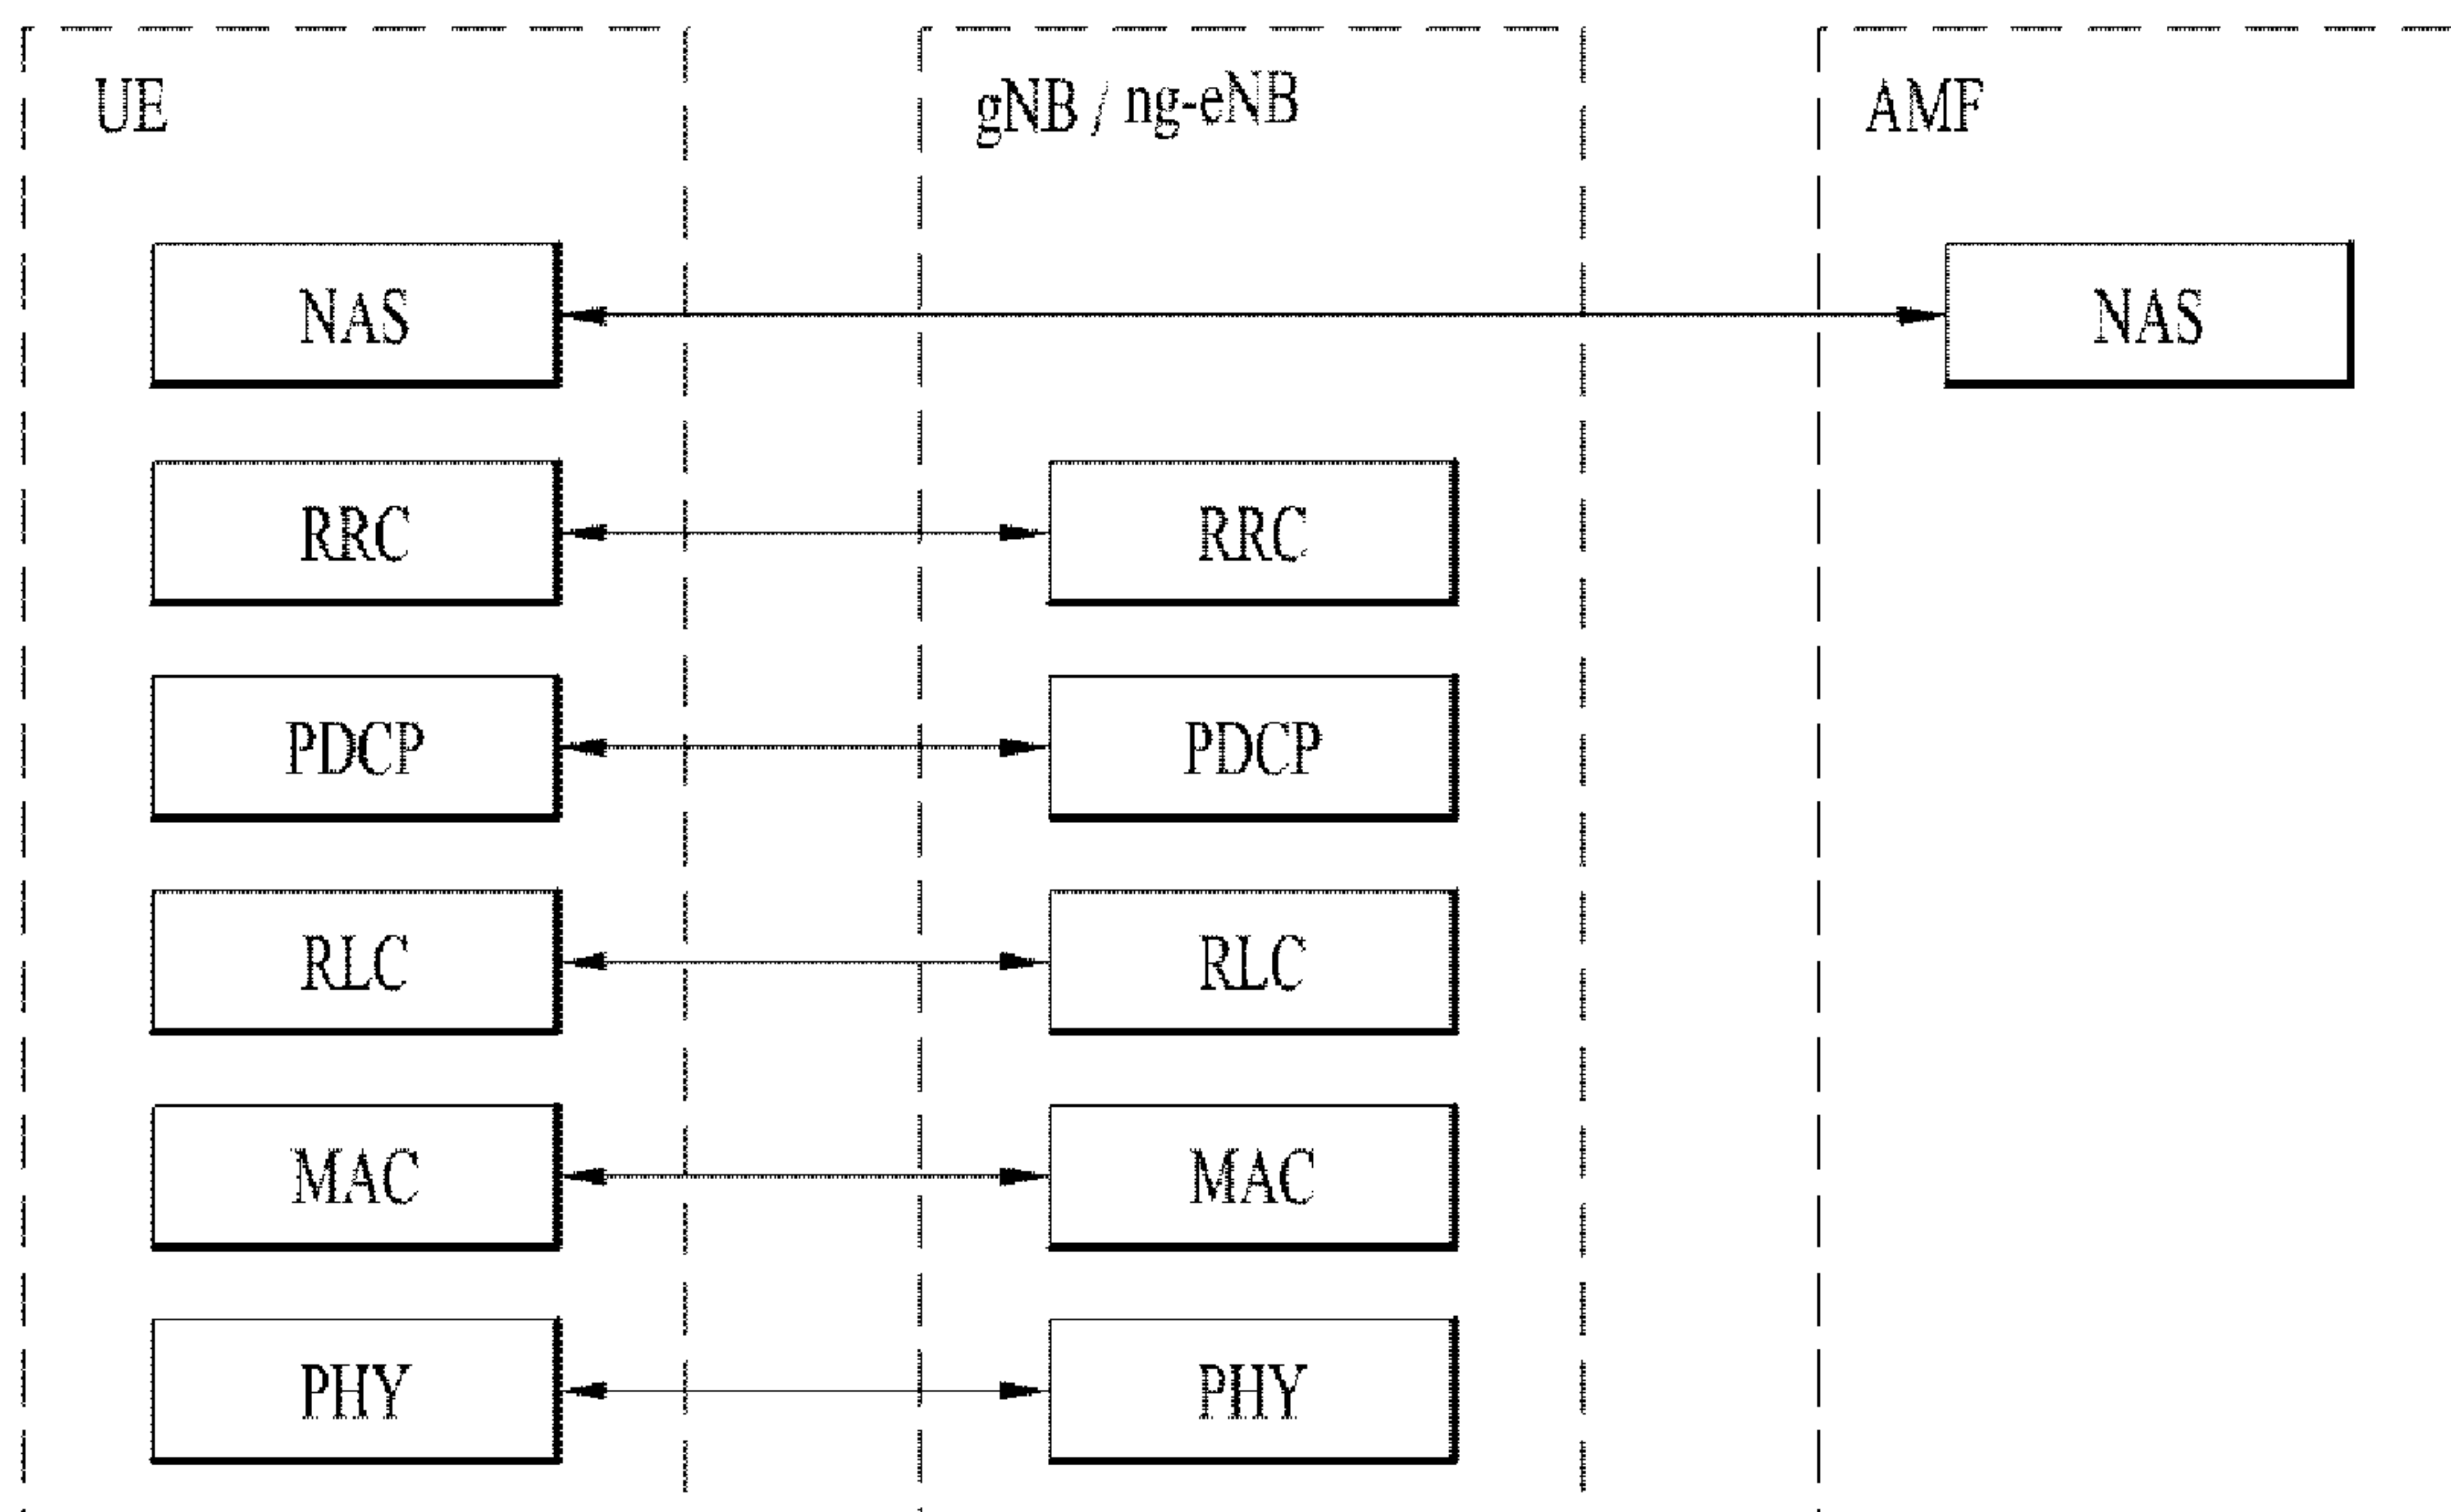 UE gNB / ng-eNB AMF
NAS NAS
RRC RRC
PDCP PDCP
RLC RLC
MAC MAC
PHY PHY